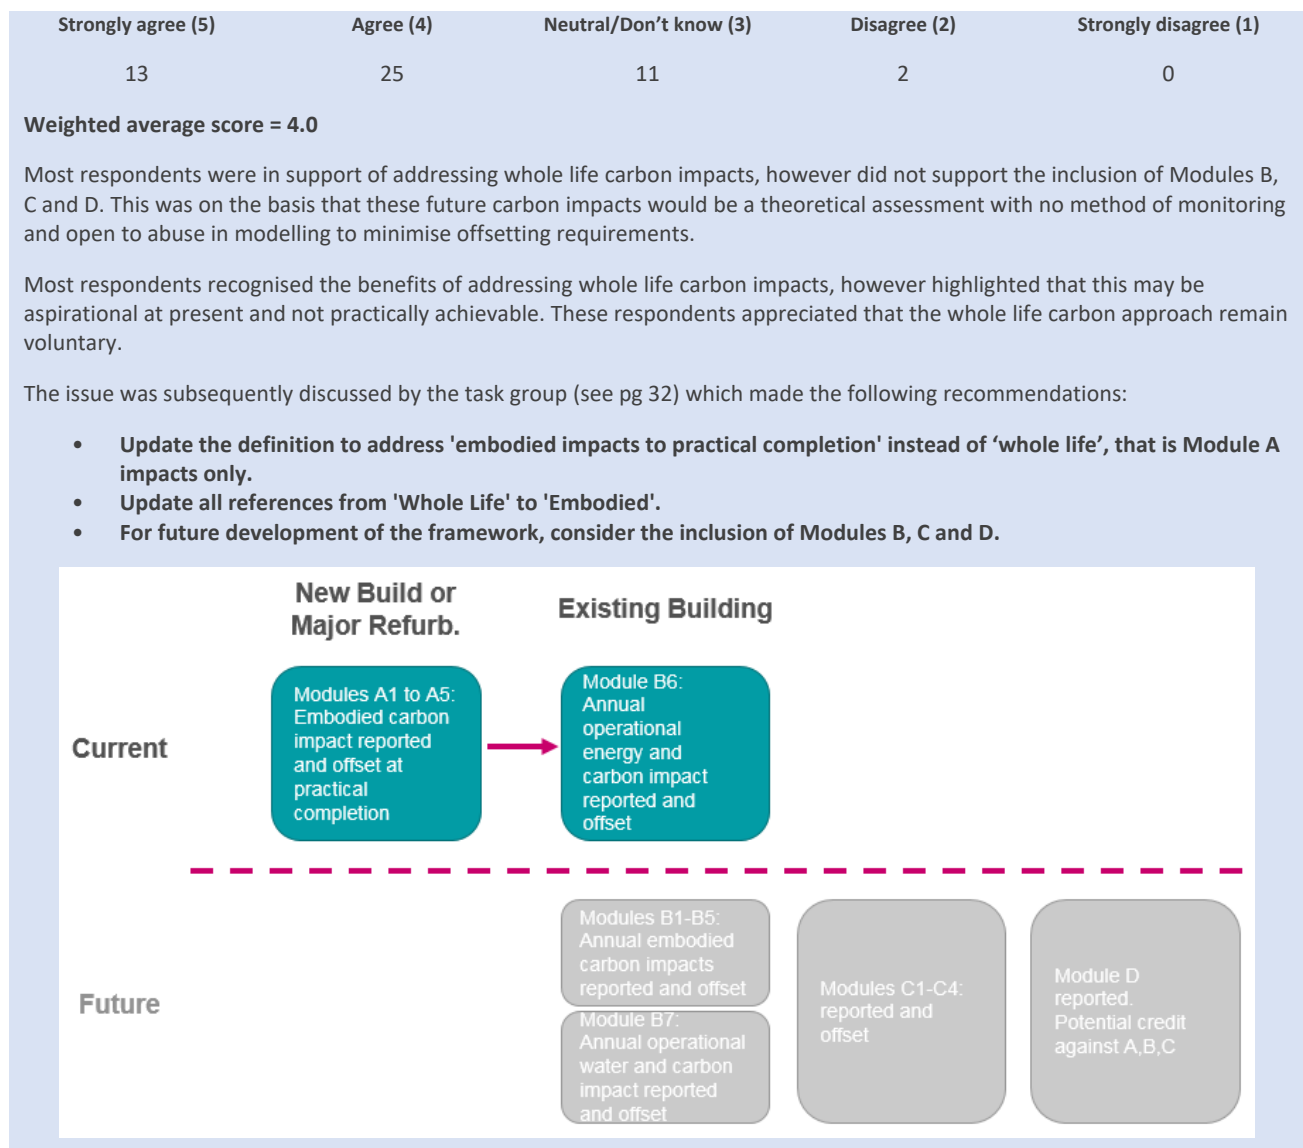 Strongly agree (5) Agree (4) Neutral/Don’t know (3) Disagree (2) Strongly disagree (1)
13 25 11 2 0
Weighted average score = 4.0
Most respondents were in support of addressing whole life carbon impacts, however did not support the inclusion of Modules B,
C and D. This was on the basis that these future carbon impacts would be a theoretical assessment with no method of monitoring
and open to abuse in modelling to minimise offsetting requirements.
Most respondents recognised the benefits of addressing whole life carbon impacts, however highlighted that this may be
aspirational at present and not practically achievable. These respondents appreciated that the whole life carbon approach remain
voluntary.
The issue was subsequently discussed by the task group (see pg 32) which made the following recommendations:
• Update the definition to address 'embodied impacts to practical completion' instead of ‘whole life’, that is Module A
impacts only.
• Update all references from 'Whole Life' to 'Embodied'.
• For future development of the framework, consider the inclusion of Modules B, C and D.
New Build or
Major Refurb.
Existing Building
Current
Modules A1 to A5:
Embodied carbon
impact reported
and offset at
practical
completion
Module B6:
Annual
operational
energy and
carbon impact
reported and
offset
Future
Modules B1-B5:
Annual embodied
carbon impacts
reported and offset
Module B7:
Annual operational
water and carbon
impact reported
and offset
Modules C1-C4:
reported and
offset
Module D
reported.
Potential credit
against A,B,C